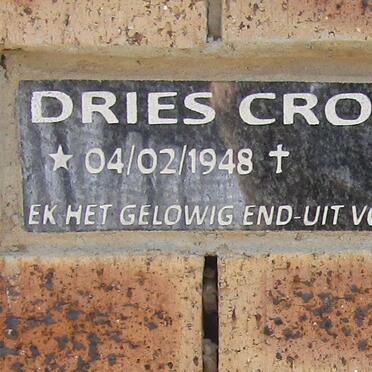 DRIES CRO
★ 04/02/1948 ✝
EK HET GELOWIG END-UIT VO